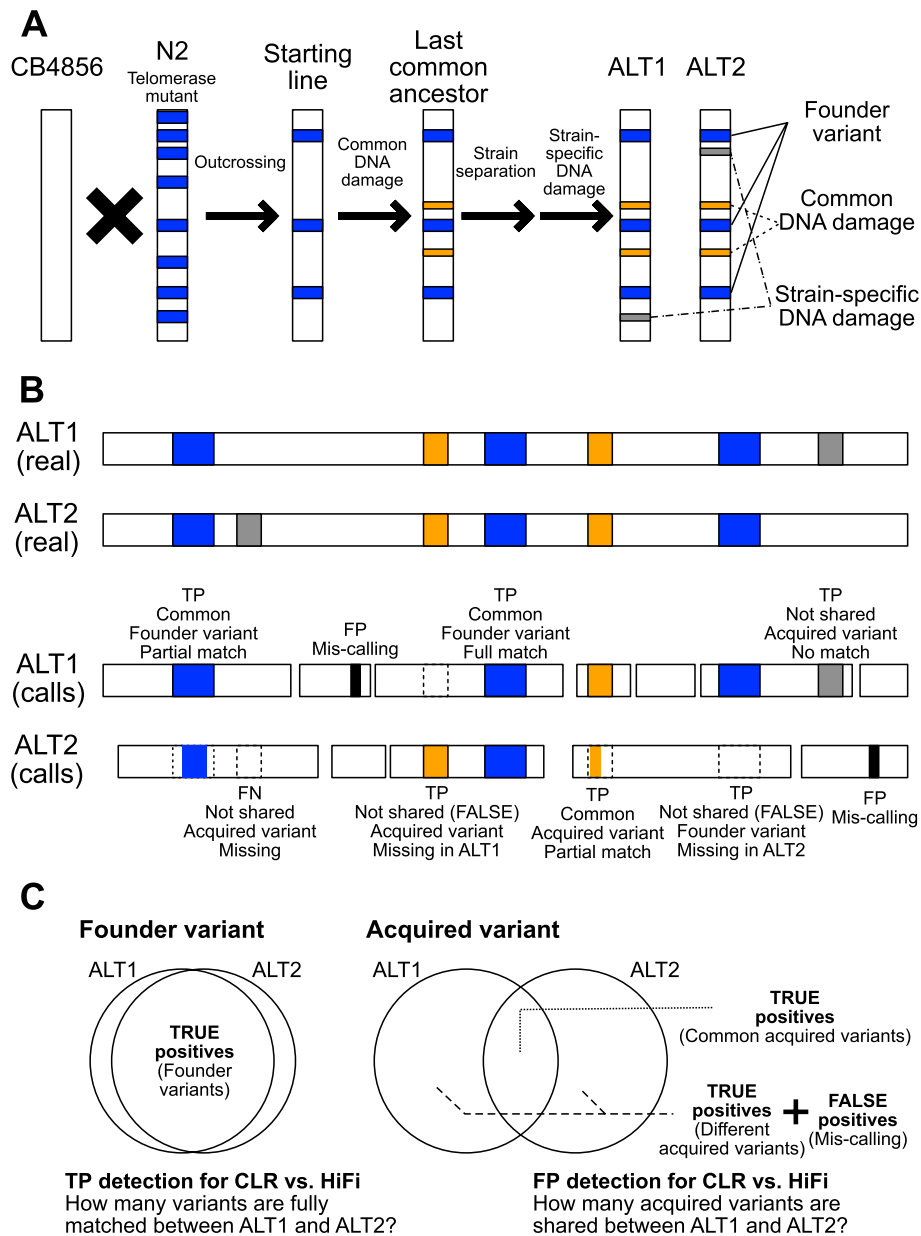 A
CB4856
N2
Telomerase
mutant
Starting
line
Last
common
ancestor
ALT1
ALT2
Outcrossing
Common
DNA
damage
Strain
separation
Strain-
specific
DNA
damage
Founder
variant
Common
DNA damage
Strain-specific
DNA damage
B
ALT1
(real)
ALT2
(real)
TP
Common
Founder variant
Partial match
FP
Mis-calling
TP
Common
Founder variant
Full match
TP
Not shared
Acquired variant
No match
ALT1
(calls)
ALT2
(calls)
FN
Not shared
Acquired variant
Missing
TP
Not shared (FALSE)
Acquired variant
Missing in ALT1
TP
Common
Acquired variant
Partial match
TP
Not shared (FALSE)
Founder variant
Missing in ALT2
FP
Mis-calling
C
Founder variant
ALT1
ALT2
TRUE
positives
(Founder
variants)
TP detection for CLR vs. HiFi
How many variants are fully
matched between ALT1 and ALT2?
Acquired variant
ALT1
ALT2
TRUE
positives
(Common acquired variants)
TRUE
positives
(Different
acquired variants)
+
FALSE
positives
(Mis-calling)
FP detection for CLR vs. HiFi
How many acquired variants are
shared between ALT1 and ALT2?